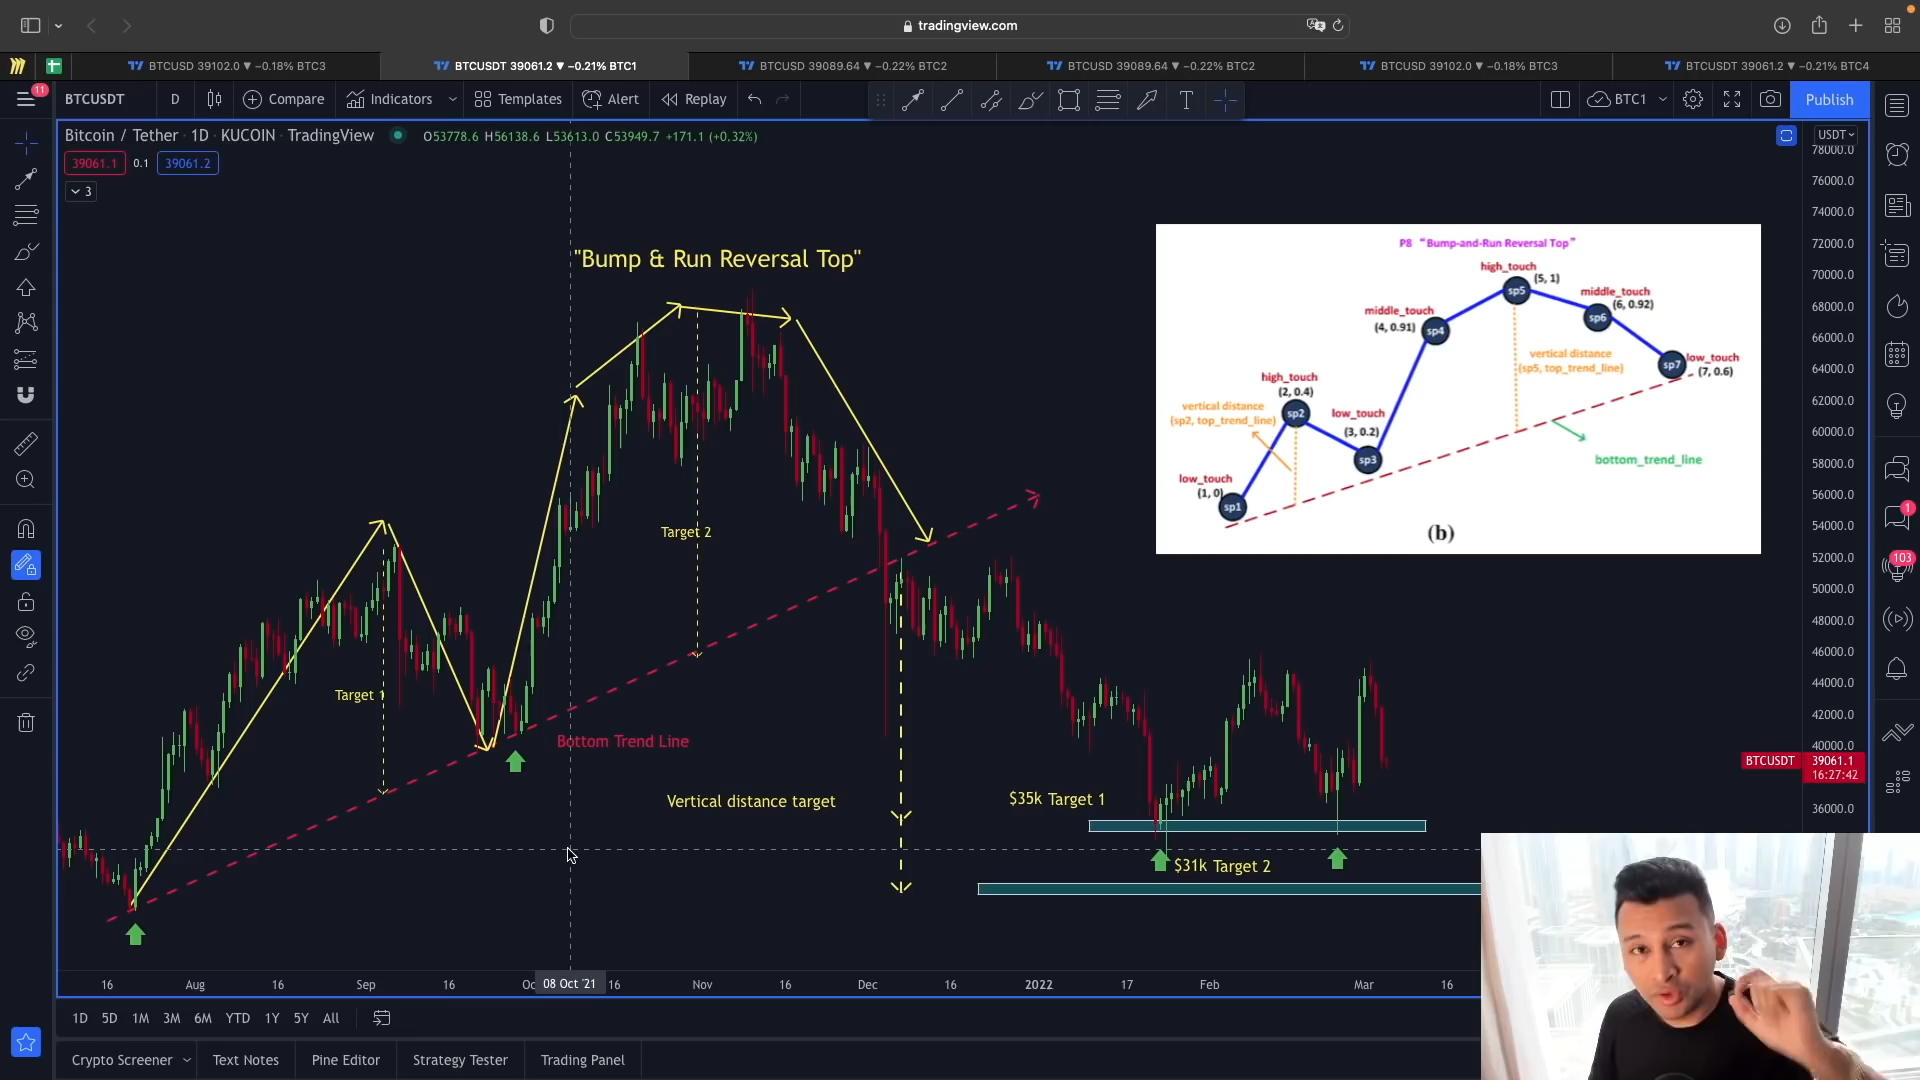 tradingview.com
BTCUSD 39102.0 ▼ −0.18% BTC3
BTCUSDT 39061.2 ▼ −0.21% BTC1
BTCUSD 39089.64 ▼ −0.22% BTC2
BTCUSD 39089.64 ▼ −0.22% BTC2
BTCUSD 39102.0 ▼ −0.18% BTC3
BTCUSDT 39061.2 ▼ −0.21% BTC4
11
BTCUSDT D Compare Indicators Templates Alert Replay T BTC1 Publish
Bitcoin / Tether · 1D · KUCOIN · TradingView O53778.6 H56138.6 L53613.0 C53949.7 +171.1 (+0.32%)
39061.1 0.1 39061.2
3
USDT
78000.0
76000.0
74000.0
72000.0
70000.0
68000.0
66000.0
64000.0
62000.0
60000.0
58000.0
56000.0
54000.0
52000.0
50000.0
48000.0
46000.0
44000.0
42000.0
40000.0
BTCUSDT 39061.1
16:27:42
36000.0
1
103
"Bump & Run Reversal Top"
P8 “Bump-and-Run Reversal Top”
high_touch
(5, 1)
sp5
middle_touch
(6, 0.92)
sp6
middle_touch
(4, 0.91)
sp4
vertical distance
(sp5, top_trend_line)
low_touch
(7, 0.6)
sp7
high_touch
(2, 0.4)
sp2
vertical distance
(sp2, top_trend_line)
low_touch
(3, 0.2)
sp3
bottom_trend_line
low_touch
(1, 0)
sp1
(b)
Target 2
Target 1
Bottom Trend Line
Vertical distance target
$35k Target 1
$31k Target 2
16 Aug 16 Sep 16 08 Oct '21 16 Nov 16 Dec 16 2022 17 Feb Mar 16
1D 5D 1M 3M 6M YTD 1Y 5Y All
Crypto Screener Text Notes Pine Editor Strategy Tester Trading Panel